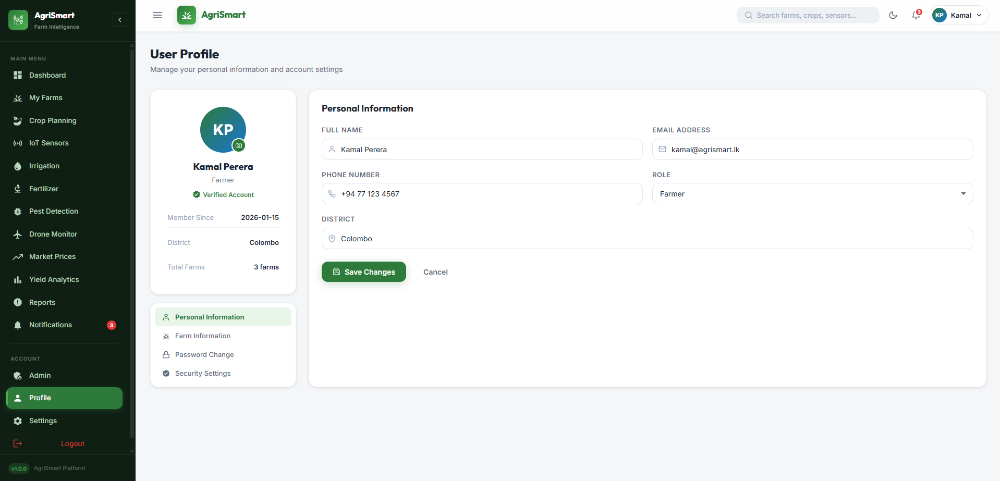 AgriSmart
Farm Intelligence
MAIN MENU
Dashboard
My Farms
Crop Planning
IoT Sensors
Irrigation
Fertilizer
Pest Detection
Drone Monitor
Market Prices
Yield Analytics
Reports
Notifications 3
ACCOUNT
Admin
Profile
Settings
Logout
v1.0.0 AgriSmart Platform
AgriSmart
Search farms, crops, sensors...
3
KP Kamal
User Profile
Manage your personal information and account settings
KP
Kamal Perera
Farmer
Verified Account
Member Since 2026-01-15
District Colombo
Total Farms 3 farms
Personal Information
Farm Information
Password Change
Security Settings
Personal Information
FULL NAME
Kamal Perera
EMAIL ADDRESS
kamal@agrismart.lk
PHONE NUMBER
+94 77 123 4567
ROLE
Farmer
DISTRICT
Colombo
Save Changes
Cancel